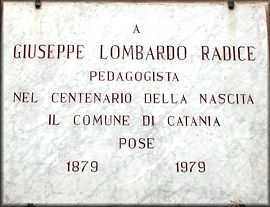 A
GIUSEPPE LOMBARDO RADICE
PEDAGOGISTA
NEL CENTENARIO DELLA NASCITA
IL COMUNE DI CATANIA
POSE
1879 1979